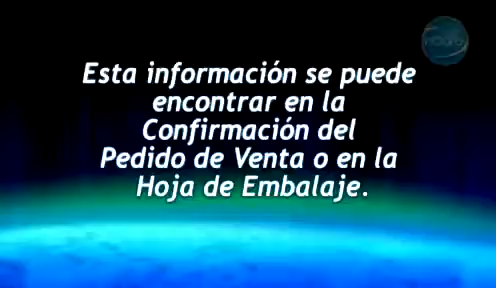 Esta información se puede
encontrar en la
Confirmación del
Pedido de Venta o en la
Hoja de Embalaje.